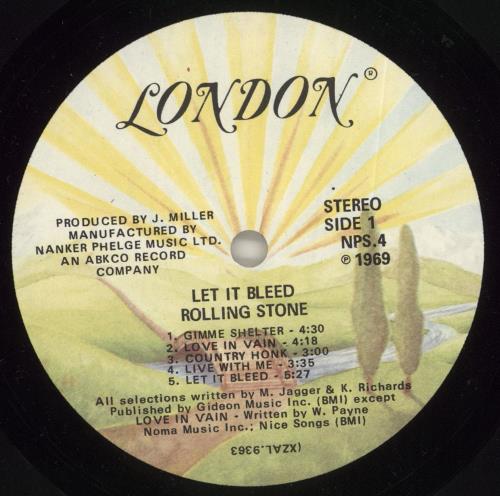 LONDON®
PRODUCED BY J. MILLER
MANUFACTURED BY
NANKER PHELGE MUSIC LTD.
AN ABKCO RECORD
COMPANY
STEREO
SIDE 1
NPS.4
℗ 1969
LET IT BLEED
ROLLING STONE
1. GIMME SHELTER - 4:30
2. LOVE IN VAIN - 4:18
3. COUNTRY HONK - 3:00
4. LIVE WITH ME - 3:35
5. LET IT BLEED - 5:27
All selections written by M. Jagger & K. Richards
Published by Gideon Music Inc. (BMI) except
LOVE IN VAIN - Written by W. Payne
Noma Music Inc.; Nice Songs (BMI)
(XZAL.9363)